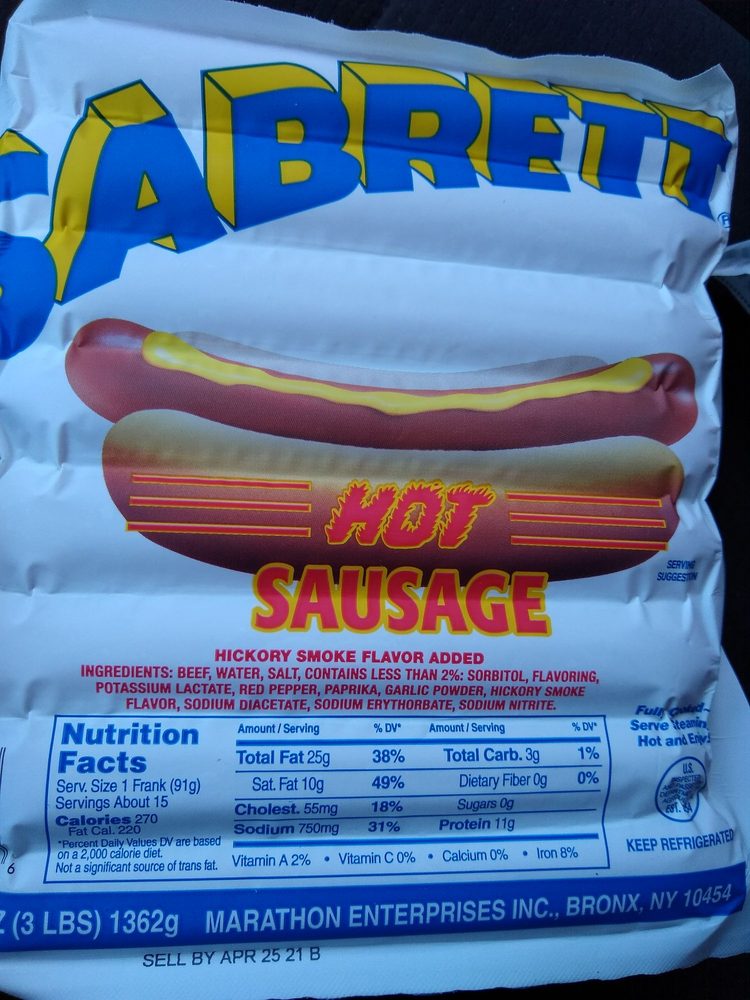 SABRETT
®
HOT
SAUSAGE
SERVING
SUGGESTION
HICKORY SMOKE FLAVOR ADDED
INGREDIENTS: BEEF, WATER, SALT, CONTAINS LESS THAN 2%: SORBITOL, FLAVORING,
POTASSIUM LACTATE, RED PEPPER, PAPRIKA, GARLIC POWDER, HICKORY SMOKE
FLAVOR, SODIUM DIACETATE, SODIUM ERYTHORBATE, SODIUM NITRITE.
Nutrition
Facts
Serv. Size 1 Frank (91g)
Servings About 15
Calories 270
Fat Cal. 220
*Percent Daily Values DV are based
on a 2,000 calorie diet.
Not a significant source of trans fat.
Amount / Serving % DV* Amount / Serving % DV*
Total Fat 25g 38% Total Carb. 3g 1%
Sat. Fat 10g 49% Dietary Fiber 0g 0%
Cholest. 55mg 18% Sugars 0g
Sodium 750mg 31% Protein 11g
Vitamin A 2% • Vitamin C 0% • Calcium 0% • Iron 8%
Fully
Serve
Hot and
U.S.
EST.
KEEP REFRIGERATED
6
Z (3 LBS) 1362g MARATHON ENTERPRISES INC., BRONX, NY 10454
SELL BY APR 25 21 B